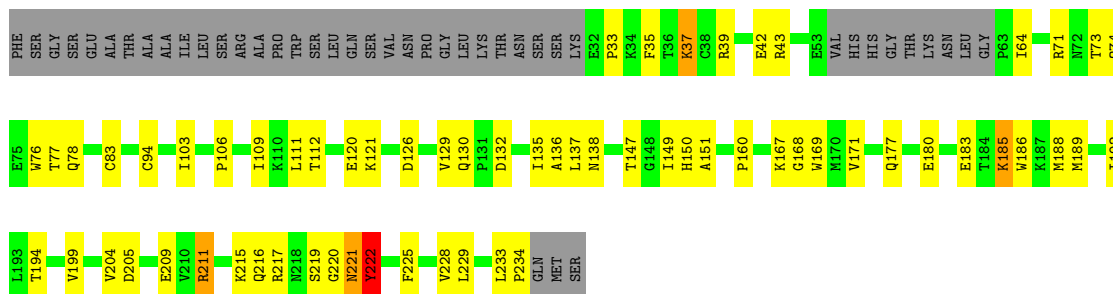 PHE SER GLY SER GLU ALA THR ALA ALA ILE LEU SER ARG ALA PRO TRP SER LEU GLN SER VAL ASN PRO GLY LEU LYS THR ASN SER SER LYS E32 P33 K34 F35 T36 K37 C38 R39 E42 R43 E53 VAL HIS HIS GLY THR LYS ASN LEU GLY P63 I64 R71 N72 T73
E75 W76 T77 Q78 C83 C94 I103 P106 I109 K110 L111 T112 E120 K121 D126 V129 Q130 P131 D132 I135 A136 L137 N138 T147 G148 I149 H150 A151 P160 K167 G168 W169 M170 V171 Q177 E180 E183 T184 K185 W186 K187 M188 M189
L193 T194 V199 V204 D205 E209 V210 R211 K215 Q216 R217 N218 S219 G220 N221 Y222 F225 V228 L229 L233 P234 GLN MET SER